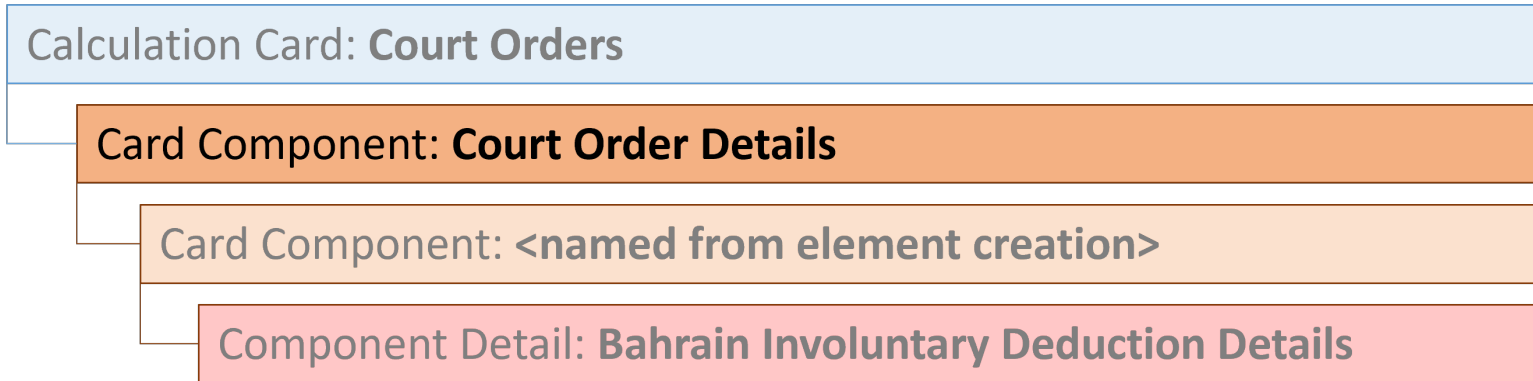 Calculation Card: Court Orders
Card Component: Court Order Details
Card Component: <named from element creation>
Component Detail: Bahrain Involuntary Deduction Details